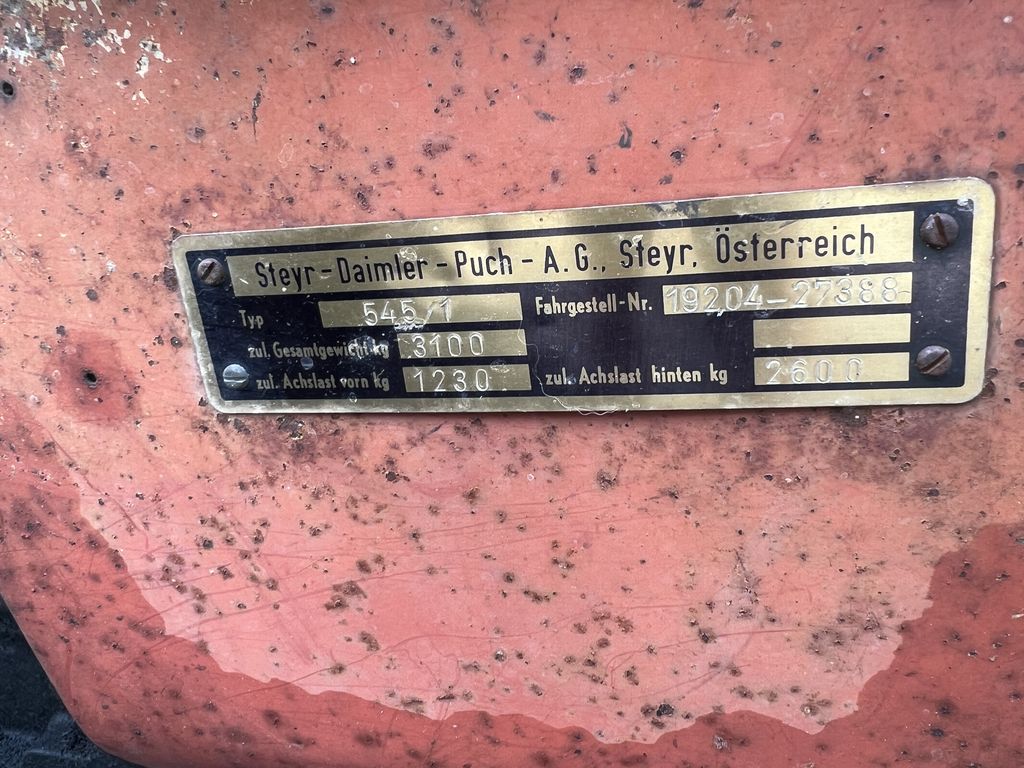 Steyr-Daimler-Puch-A.G., Steyr, Österreich
Typ 545/1 Fahrgestell-Nr. 19204-27388
zul. Gesamtgewicht kg 3100
zul. Achslast vorn kg 1230 zul. Achslast hinten kg 2600